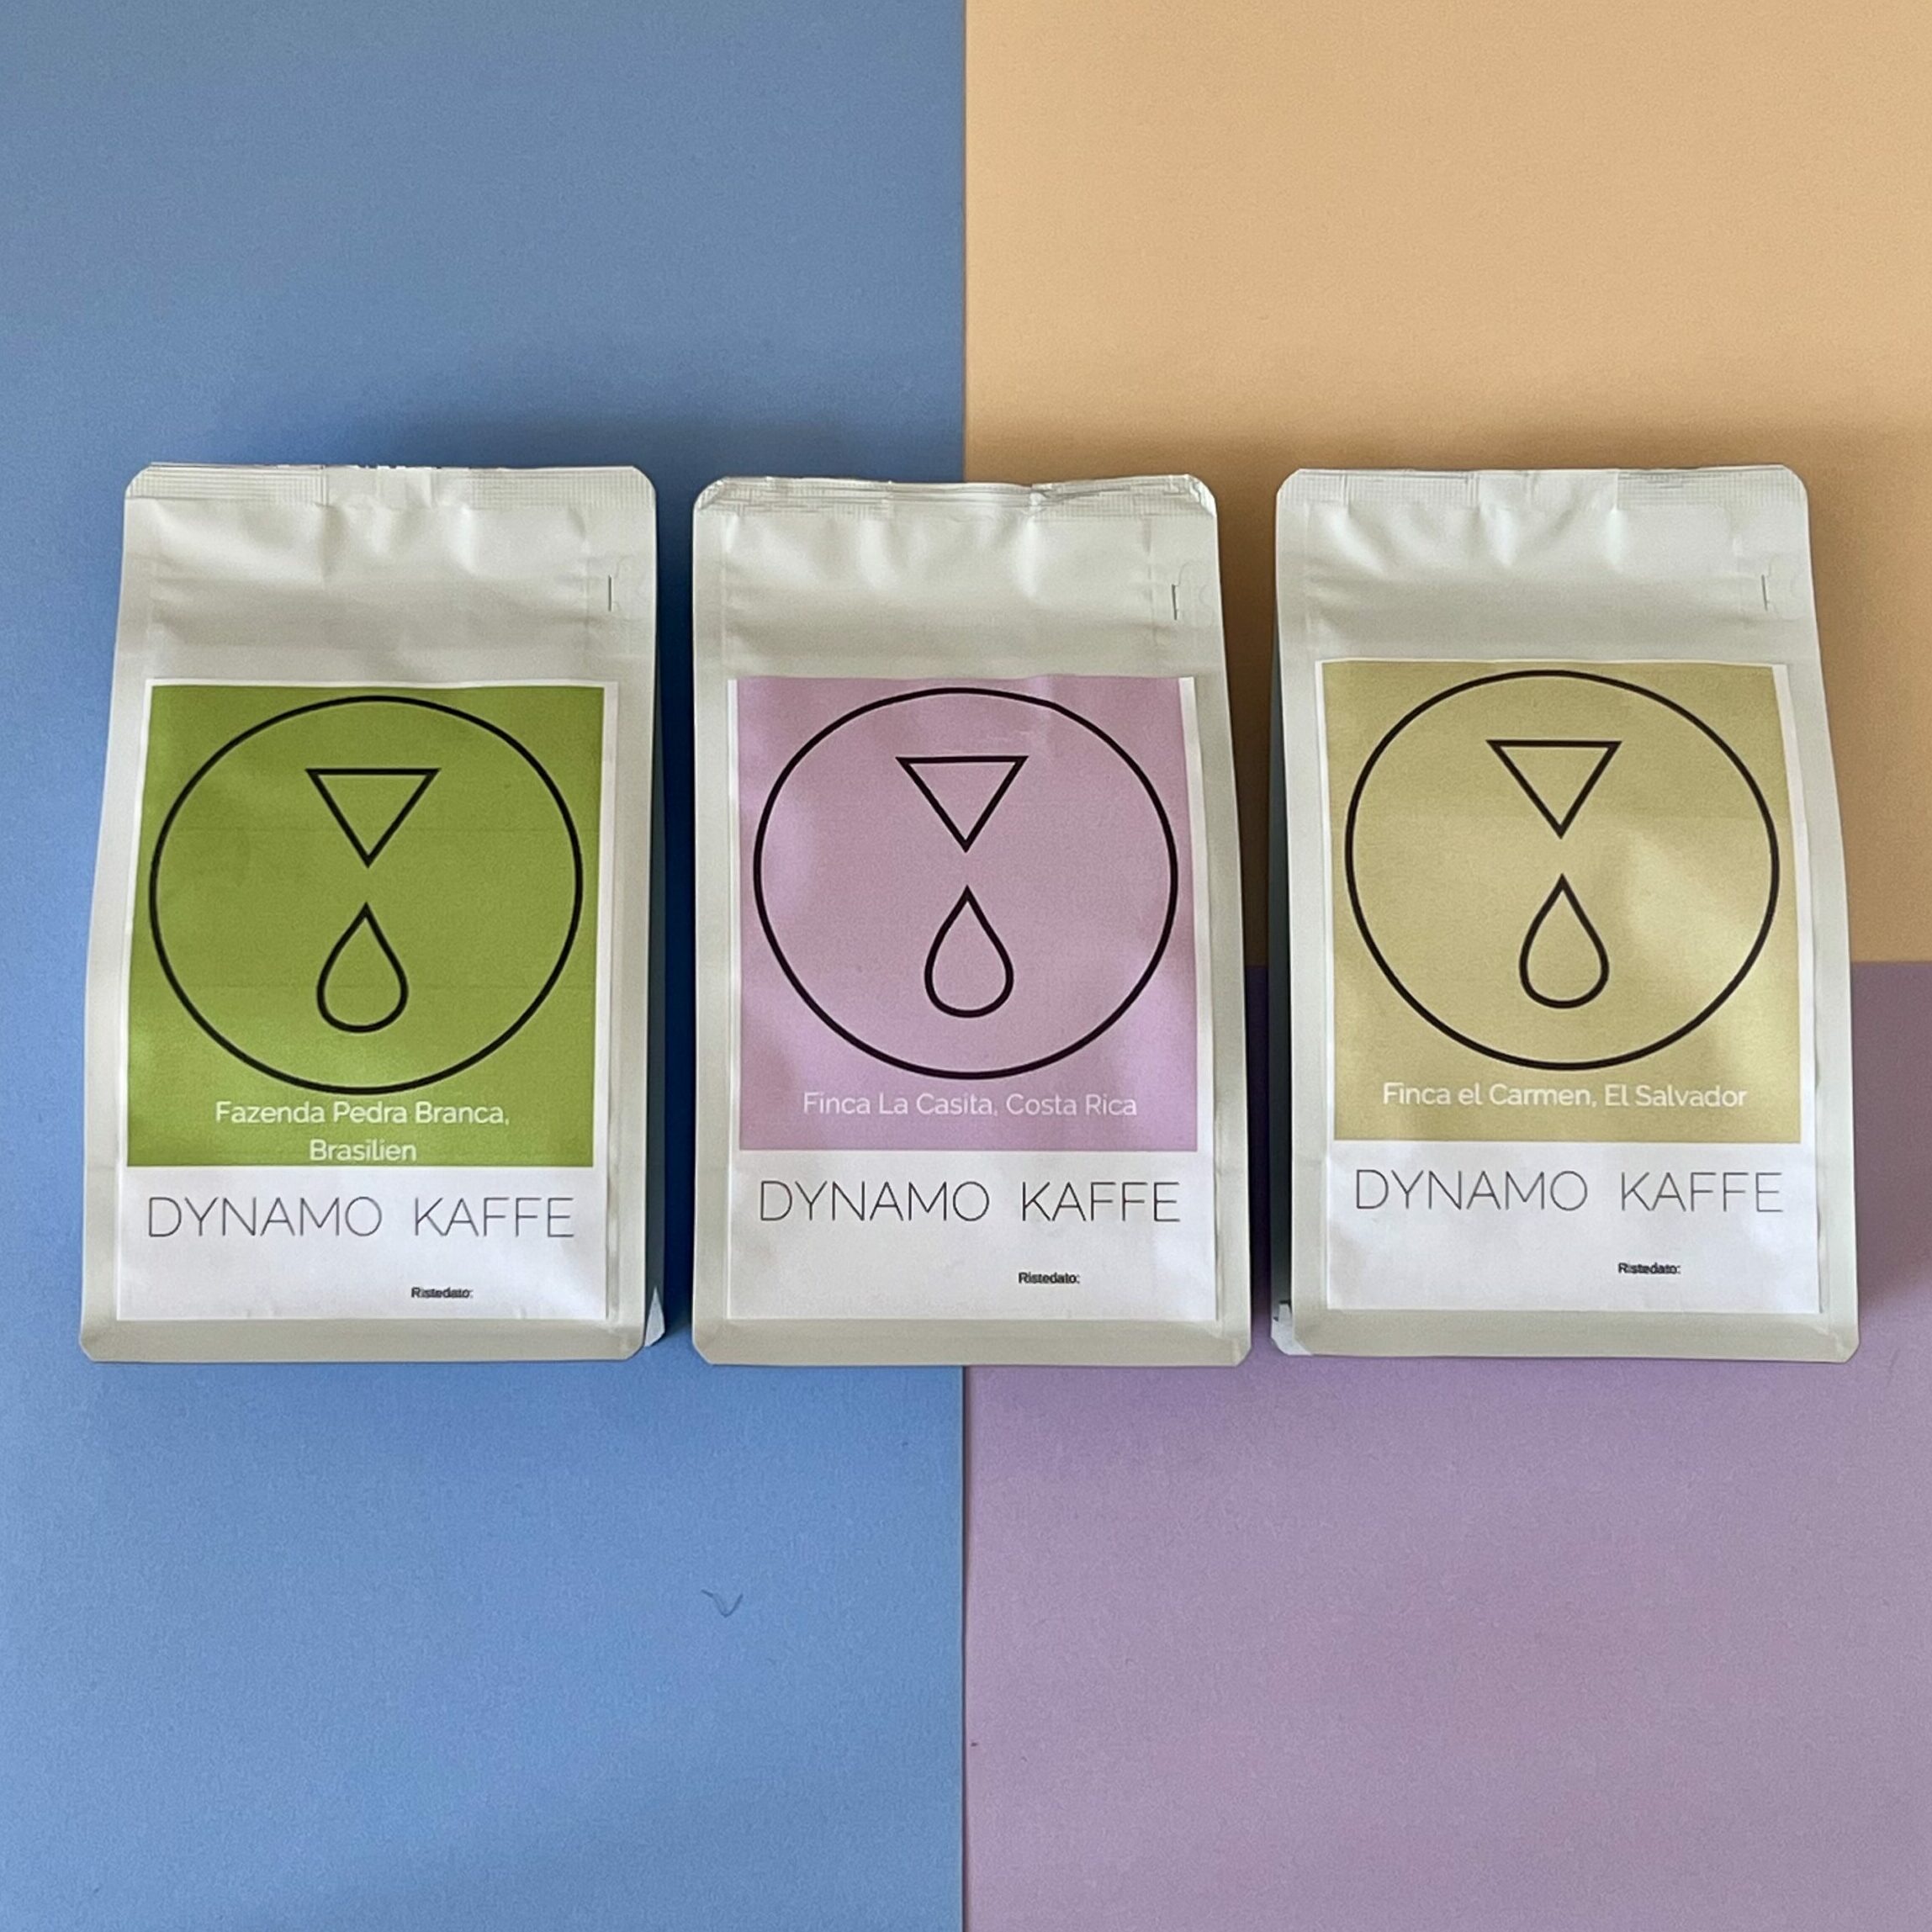 Fazenda Pedra Branca,
Brasilien
DYNAMO KAFFE
Ristedato:
Finca La Casita, Costa Rica
DYNAMO KAFFE
Ristedato:
Finca el Carmen, El Salvador
DYNAMO KAFFE
Ristedato: